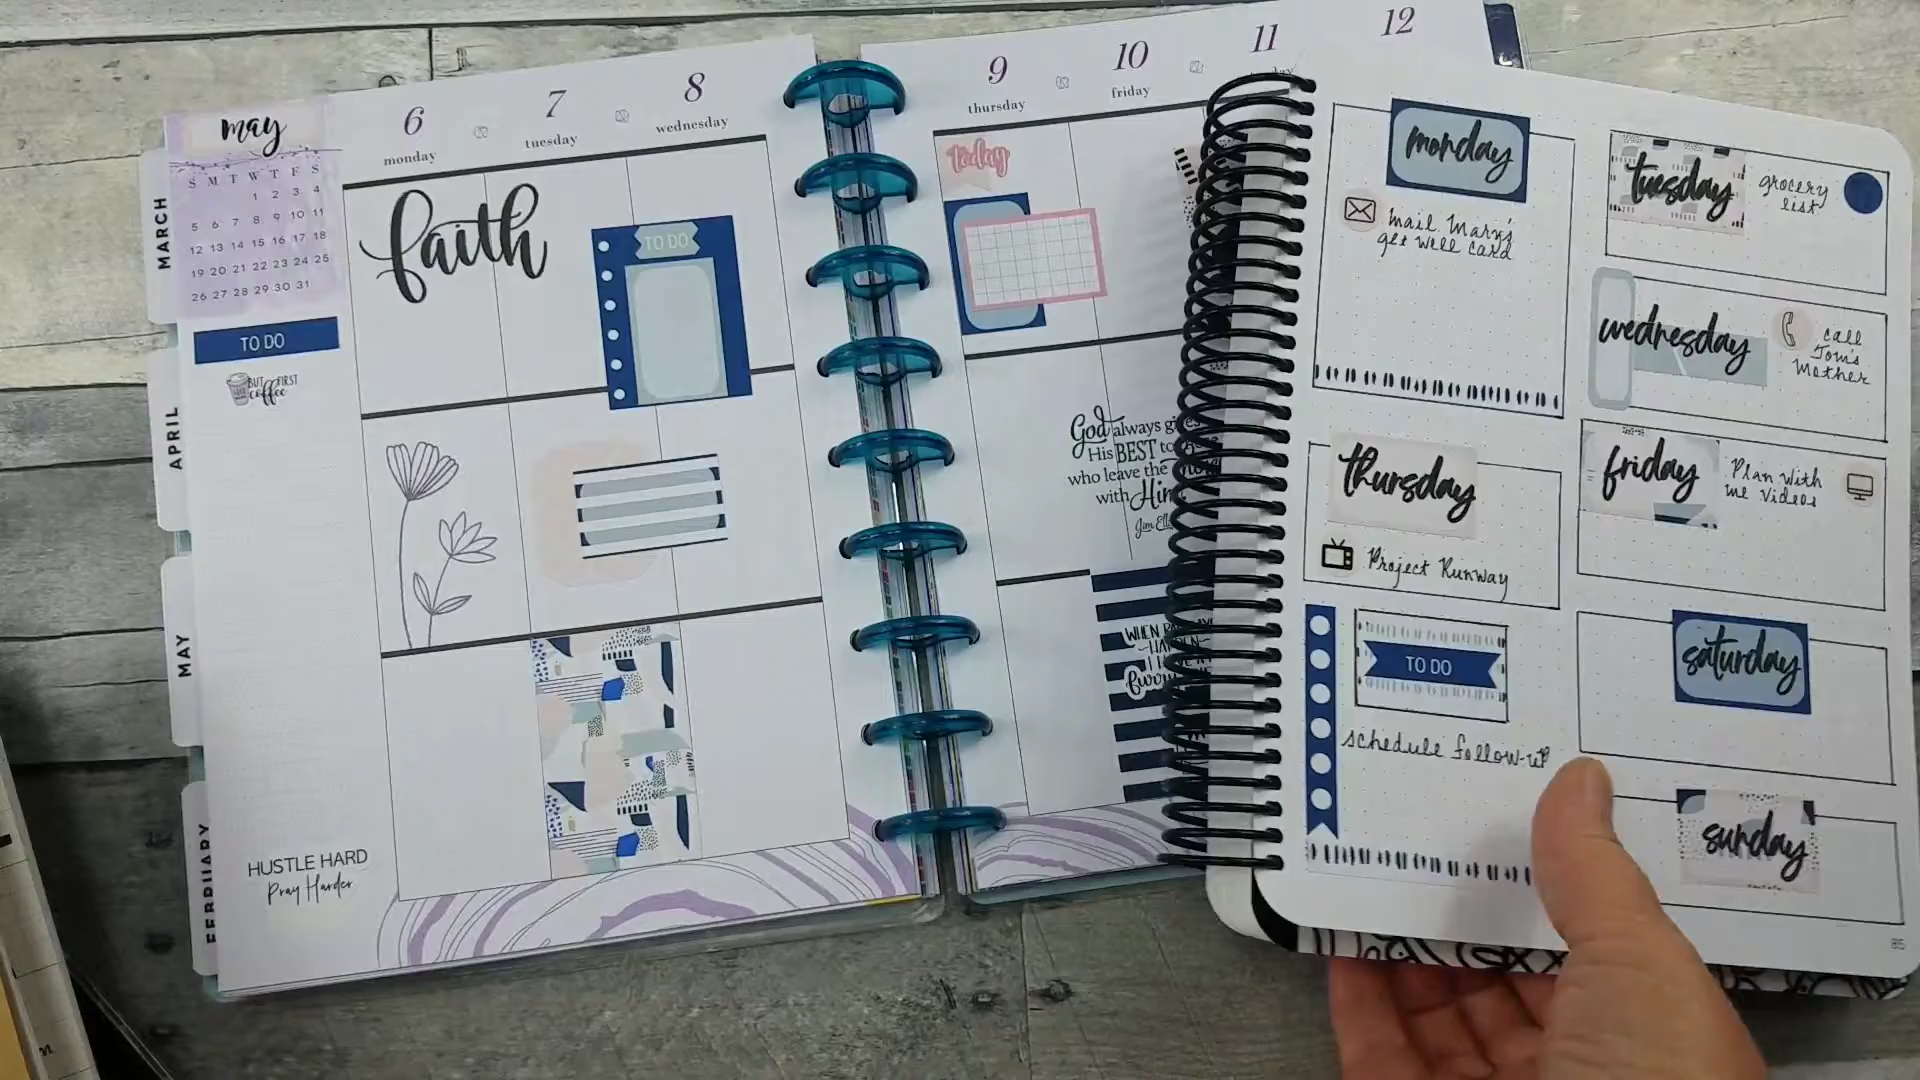 may
S M T W T F S
1 2 3 4
5 6 7 8 9 10 11
12 13 14 15 16 17 18
19 20 21 22 23 24 25
26 27 28 29 30 31
TO DO
BUT FIRST
coffee
HUSTLE HARD
Pray Harder
MARCH
APRIL
MAY
FEBRUARY
6
monday
7
tuesday
8
wednesday
faith
TO DO
9
thursday
10
friday
11
12
today
God always gives
His BEST to
who leave the
with Him
Jim
WHEN
HAPPEN
monday
mail Mary's
get well card
tuesday
grocery
list
wednesday
call
Tom's
Mother
thursday
Project Runway
friday
Plan With
me Videos
TO DO
schedule follow-up
saturday
sunday
85